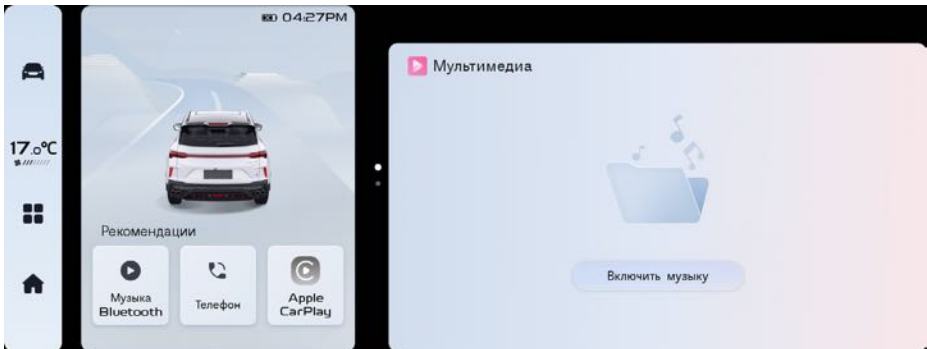 04:27PM
17.0°C
Рекомендации
Музыка
Bluetooth
Телефон
Apple
CarPlay
Мультимедиа
Включить музыку